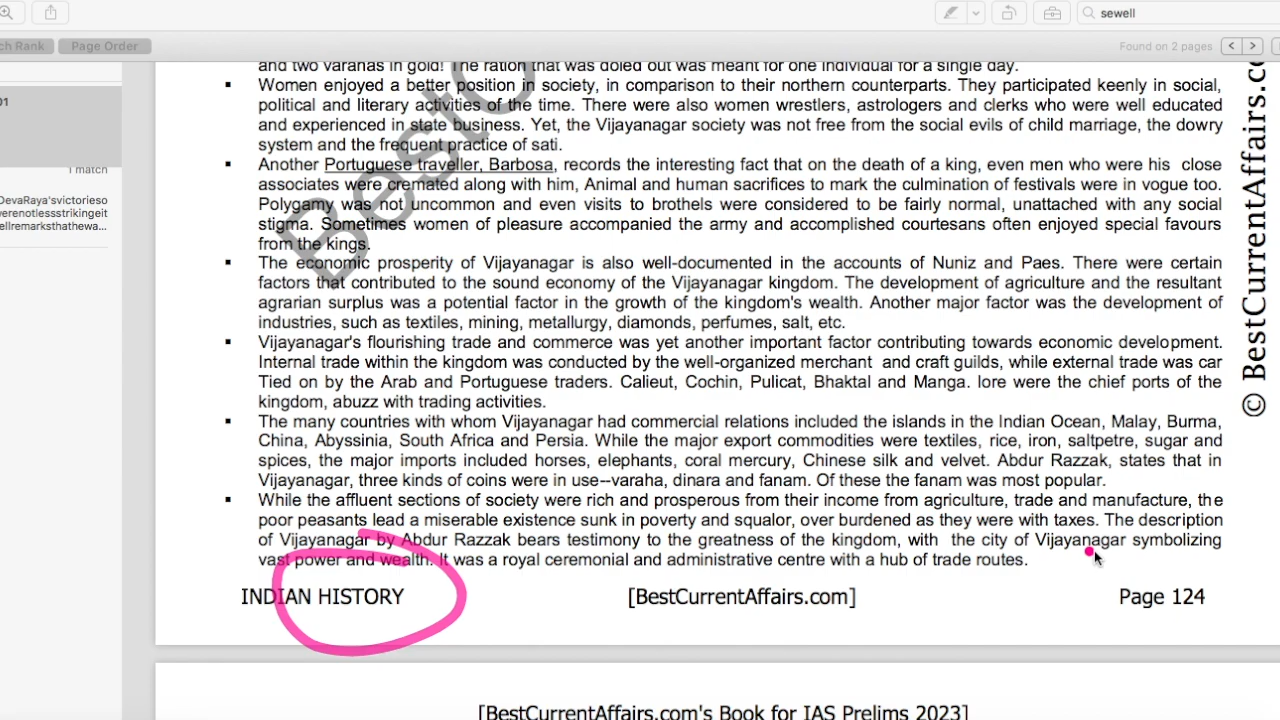 sewell
ch Rank
Page Order
Found on 2 pages
01
1 match
DevaRaya'svictorieso
verenotlessstrikingeit
ellremarksthathewa...
and two varanas in gold! The ration that was doled out was meant for one individual for a single day.
▪ Women enjoyed a better position in society, in comparison to their northern counterparts. They participated keenly in social,
political and literary activities of the time. There were also women wrestlers, astrologers and clerks who were well educated
and experienced in state business. Yet, the Vijayanagar society was not free from the social evils of child marriage, the dowry
system and the frequent practice of sati.
▪ Another Portuguese traveller, Barbosa, records the interesting fact that on the death of a king, even men who were his close
associates were cremated along with him, Animal and human sacrifices to mark the culmination of festivals were in vogue too.
Polygamy was not uncommon and even visits to brothels were considered to be fairly normal, unattached with any social
stigma. Sometimes women of pleasure accompanied the army and accomplished courtesans often enjoyed special favours
from the kings.
▪ The economic prosperity of Vijayanagar is also well-documented in the accounts of Nuniz and Paes. There were certain
factors that contributed to the sound economy of the Vijayanagar kingdom. The development of agriculture and the resultant
agrarian surplus was a potential factor in the growth of the kingdom's wealth. Another major factor was the development of
industries, such as textiles, mining, metallurgy, diamonds, perfumes, salt, etc.
▪ Vijayanagar's flourishing trade and commerce was yet another important factor contributing towards economic development.
Internal trade within the kingdom was conducted by the well-organized merchant and craft guilds, while external trade was car
Tied on by the Arab and Portuguese traders. Calieut, Cochin, Pulicat, Bhaktal and Manga. lore were the chief ports of the
kingdom, abuzz with trading activities.
▪ The many countries with whom Vijayanagar had commercial relations included the islands in the Indian Ocean, Malay, Burma,
China, Abyssinia, South Africa and Persia. While the major export commodities were textiles, rice, iron, saltpetre, sugar and
spices, the major imports included horses, elephants, coral mercury, Chinese silk and velvet. Abdur Razzak, states that in
Vijayanagar, three kinds of coins were in use--varaha, dinara and fanam. Of these the fanam was most popular.
▪ While the affluent sections of society were rich and prosperous from their income from agriculture, trade and manufacture, the
poor peasants lead a miserable existence sunk in poverty and squalor, over burdened as they were with taxes. The description
of Vijayanagar by Abdur Razzak bears testimony to the greatness of the kingdom, with the city of Vijayanagar symbolizing
vast power and wealth. It was a royal ceremonial and administrative centre with a hub of trade routes.
BestC
© BestCurrentAffairs.co
INDIAN HISTORY
[BestCurrentAffairs.com]
Page 124
[BestCurrentAffairs.com's Book for IAS Prelims 2023]